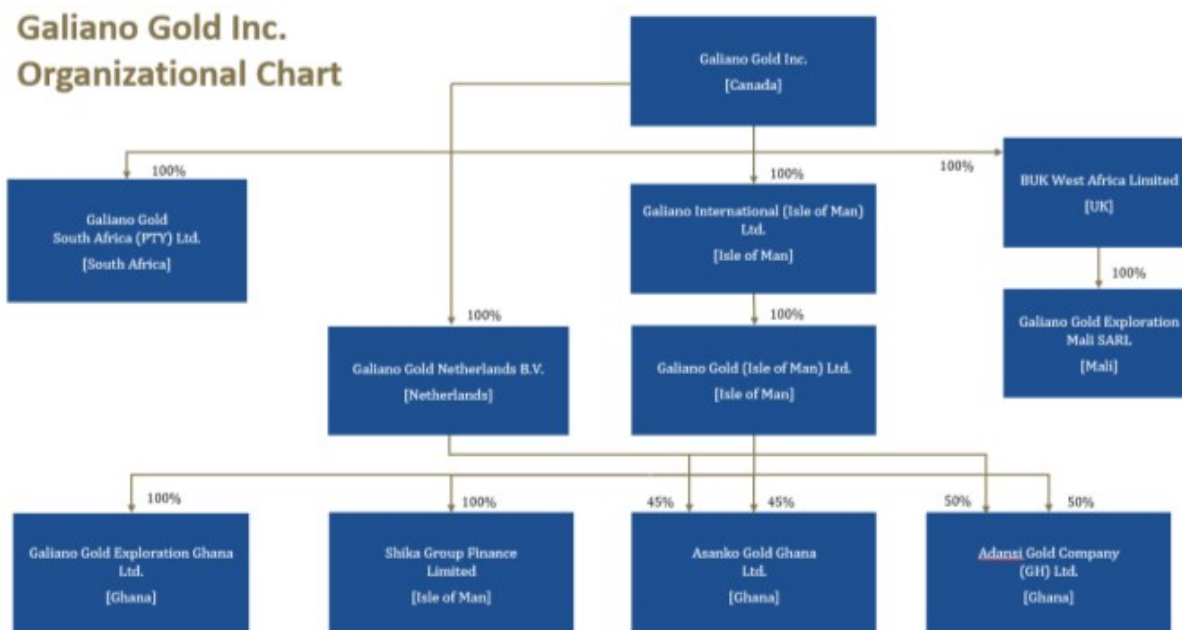 Galiano Gold Inc.
Organizational Chart
Galiano Gold Inc.
[Canada]
100%
Galiano Gold
South Africa (PTY) Ltd.
[South Africa]
100%
Galiano International (Isle of Man)
Ltd.
[Isle of Man]
100%
BUK West Africa Limited
[UK]
100%
Galiano Gold Exploration
Mali SARL
[Mali]
100%
Galiano Gold Netherlands B.V.
[Netherlands]
100%
Galiano Gold (Isle of Man) Ltd.
[Isle of Man]
100%
Galiano Gold Exploration Ghana
Ltd.
[Ghana]
100%
Shika Group Finance
Limited
[Isle of Man]
45%
45%
Asanko Gold Ghana
Ltd.
[Ghana]
50%
50%
Adansi Gold Company
(GH) Ltd.
[Ghana]